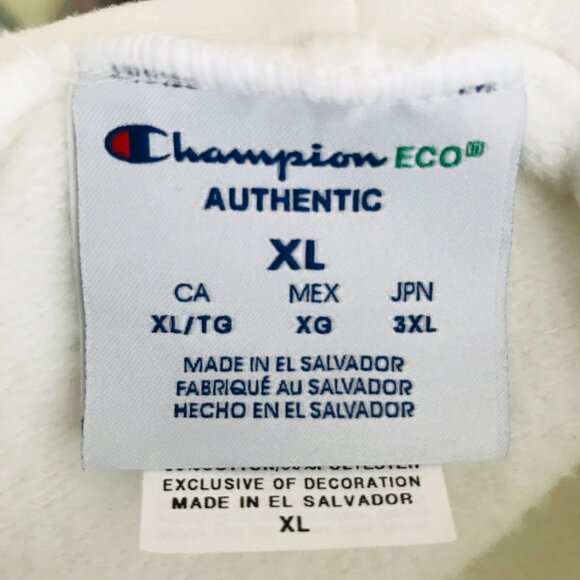 Champion ECO
AUTHENTIC
XL
CA MEX JPN
XL/TG XG 3XL
MADE IN EL SALVADOR
FABRIQUÉ AU SALVADOR
HECHO EN EL SALVADOR
EXCLUSIVE OF DECORATION
MADE IN EL SALVADOR
XL